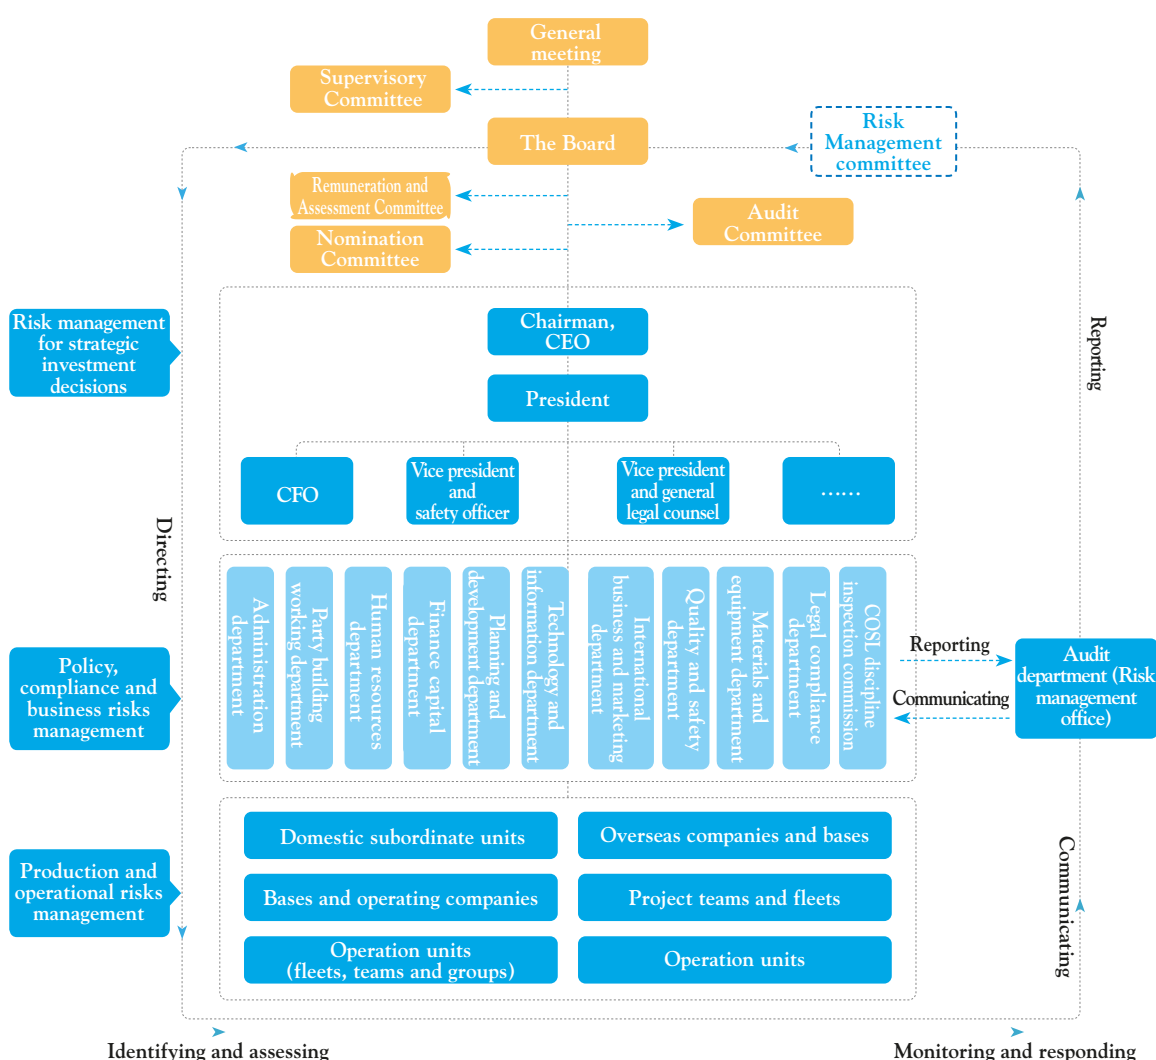 General
meeting
Supervisory
Committee
The Board
Risk
Management
committee
Remuneration and
Assessment Committee
Audit
Committee
Nomination
Committee
Risk management
for strategic
investment
decisions
Chairman,
CEO
President
Reporting
CFO
Vice president
and
safety officer
Vice president
and general
legal counsel
……
Directing
Administration
department
Party building
working department
Human resources
department
Finance capital
department
Planning and
development department
Technology and
information department
International
business and marketing
department
Quality and safety
department
Materials and
equipment department
Legal compliance
department
COSL discipline
inspection commission
Policy,
compliance and
business risks
management
Reporting
Communicating
Audit
department (Risk
management
office)
Domestic subordinate units
Overseas companies and bases
Production and
operational risks
management
Bases and operating companies
Project teams and fleets
Operation units
(fleets, teams and groups)
Operation units
Communicating
Identifying and assessing
Monitoring and responding